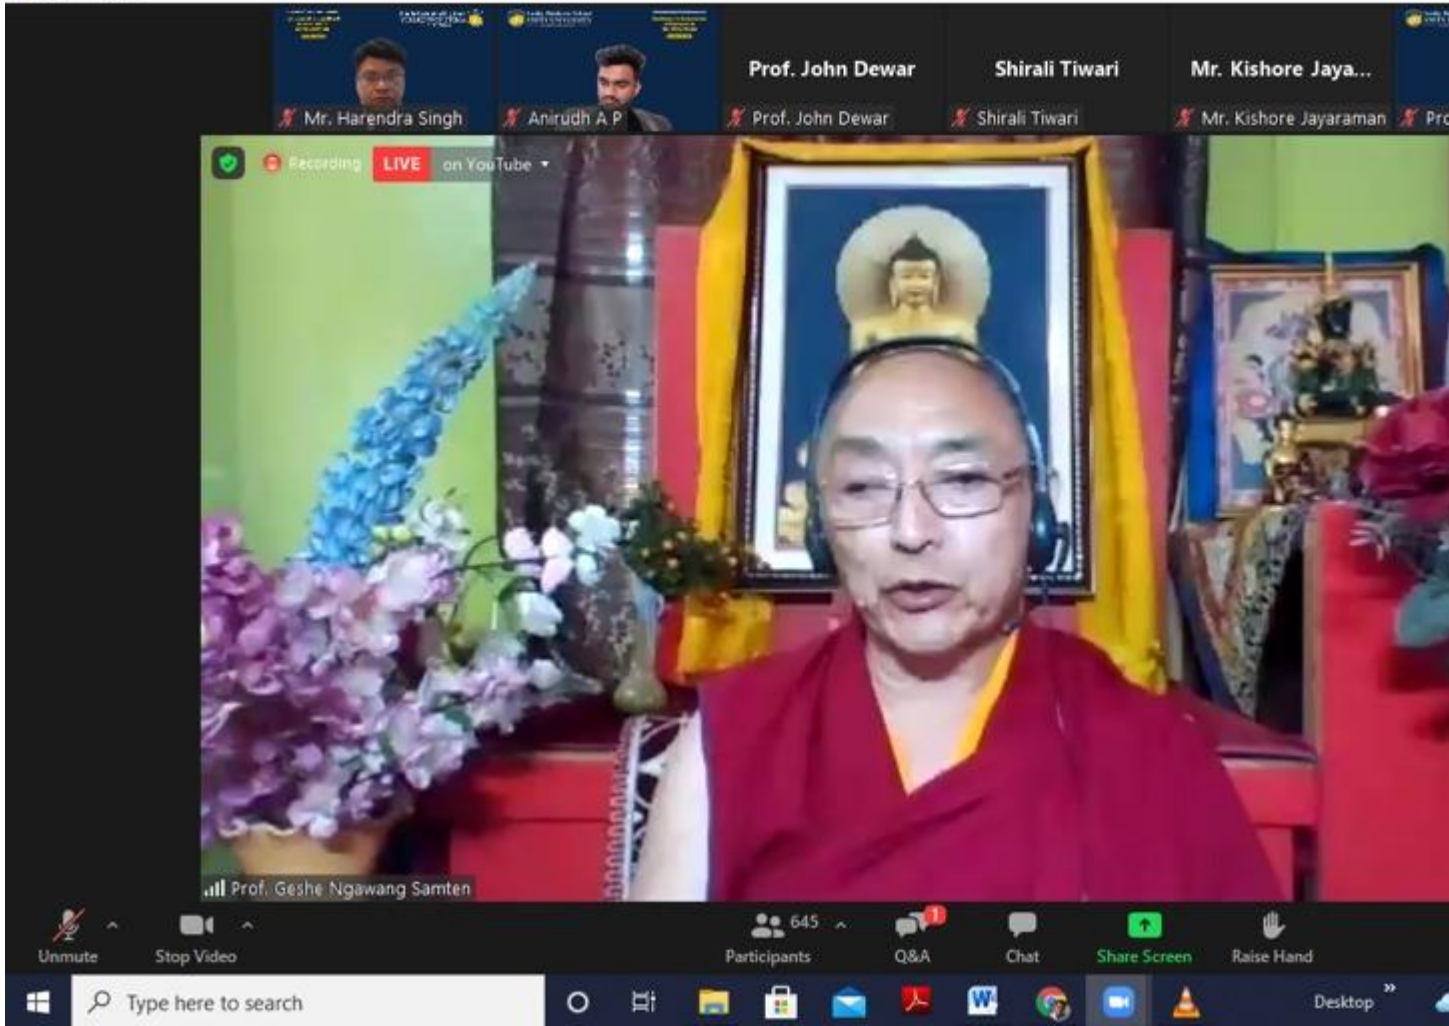 Prof. John Dewar
Shirali Tiwari
Mr. Kishore Jaya...
Mr. Harendra Singh
Anirudh A P
Prof. John Dewar
Shirali Tiwari
Mr. Kishore Jayaraman
Recording
LIVE
on YouTube
Prof. Geshe Ngawang Samten
645
1
Unmute
Stop Video
Participants
Q&A
Chat
Share Screen
Raise Hand
Type here to search
Desktop